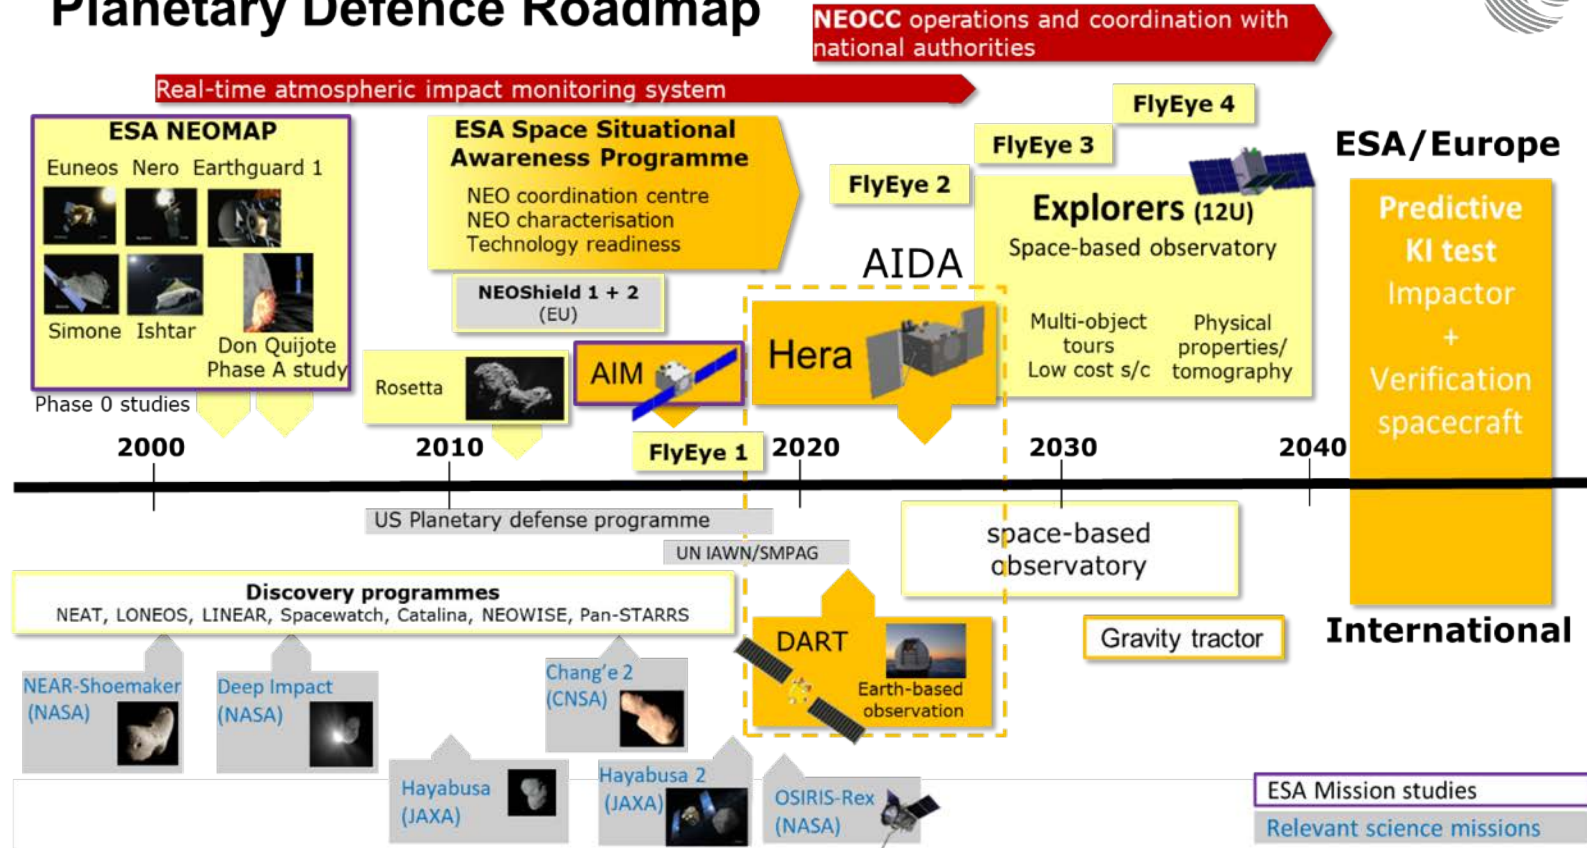 Planetary Defence Roadmap
NEOCC operations and coordination with
national authorities
Real-time atmospheric impact monitoring system
ESA NEOMAP
Euneos Nero Earthguard 1
Simone Ishtar
Don Quijote
Phase A study
Phase 0 studies
ESA Space Situational
Awareness Programme
NEO coordination centre
NEO characterisation
Technology readiness
NEOShield 1 + 2
(EU)
Rosetta
AIM
FlyEye 1
FlyEye 2
FlyEye 3
FlyEye 4
AIDA
Hera
Explorers (12U)
Space-based observatory
Multi-object
tours
Low cost s/c
Physical
properties/
tomography
ESA/Europe
Predictive
KI test
Impactor
+
Verification
spacecraft
2000
2010
2020
2030
2040
US Planetary defense programme
UN IAWN/SMPAG
space-based
observatory
Discovery programmes
NEAT, LONEOS, LINEAR, Spacewatch, Catalina, NEOWISE, Pan-STARRS
DART
Earth-based
observation
Gravity tractor
International
NEAR-Shoemaker
(NASA)
Deep Impact
(NASA)
Chang'e 2
(CNSA)
Hayabusa
(JAXA)
Hayabusa 2
(JAXA)
OSIRIS-Rex
(NASA)
ESA Mission studies
Relevant science missions